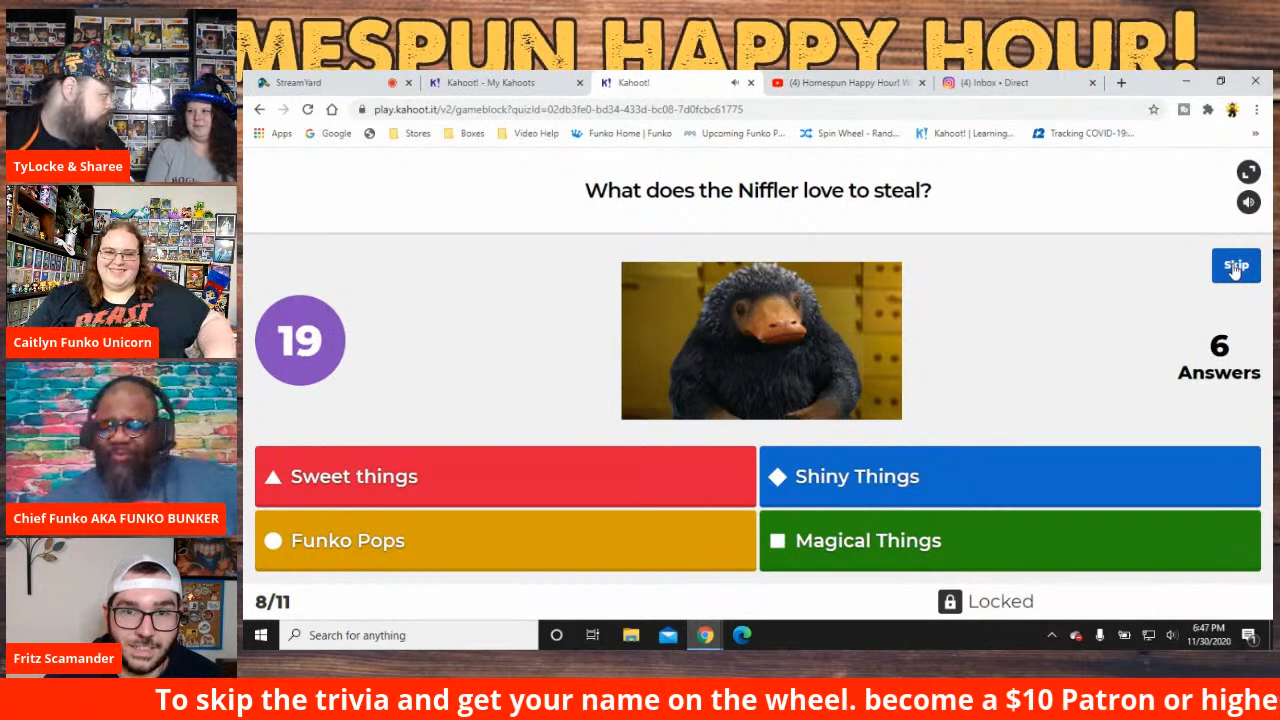 MESPUN HAPPY HOUR!
StreamYard
Kahoot! - My Kahoots
Kahoot!
(4) Homespun Happy Hour! W
(4) Inbox • Direct
play.kahoot.it/v2/gameblock?quizId=02db3fe0-bd34-433d-bc08-7d0fcbc61775
Apps
Google
Stores
Boxes
Video Help
Funko Home | Funko
Upcoming Funko P...
Spin Wheel - Rand...
Kahoot! | Learning...
Tracking COVID-19:...
TyLocke & Sharee
What does the Niffler love to steal?
Skip
19
6
Answers
BEAST
Caitlyn Funko Unicorn
Sweet things
Shiny Things
Chief Funko AKA FUNKO BUNKER
Funko Pops
Magical Things
8/11
Locked
Search for anything
6:47 PM
11/30/2020
Fritz Scamander
To skip the trivia and get your name on the wheel. become a $10 Patron or highe